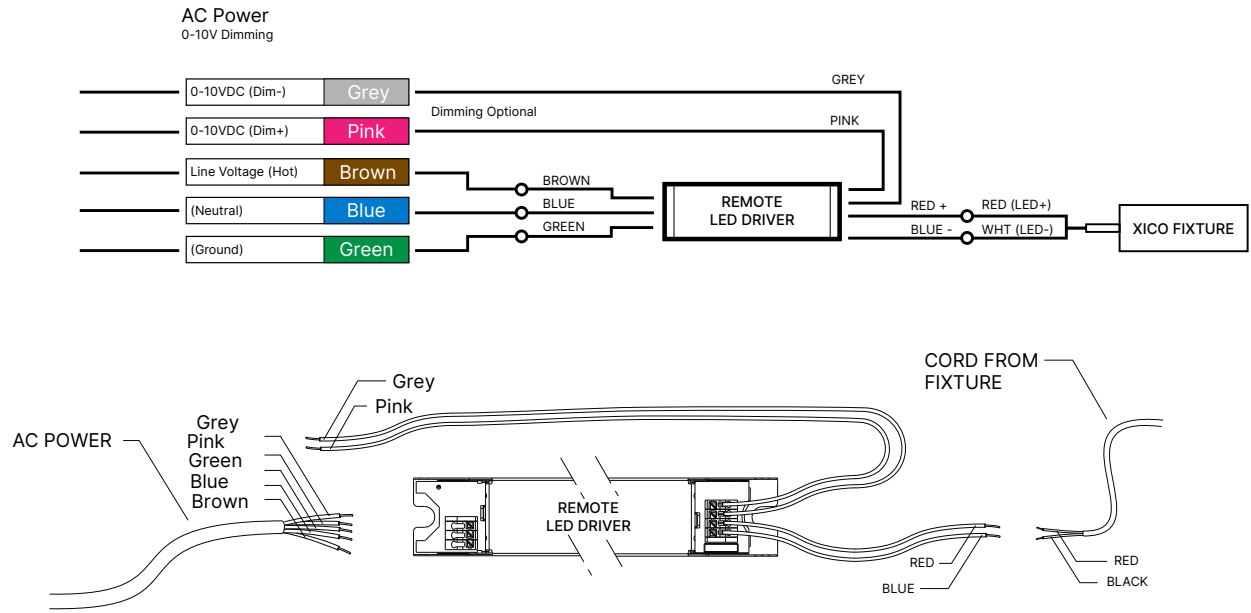 AC Power
0-10V Dimming
0-10VDC (Dim-) Grey
GREY
Dimming Optional
0-10VDC (Dim+) Pink
PINK
Line Voltage (Hot) Brown
BROWN
(Neutral) Blue
BLUE
(Ground) Green
GREEN
REMOTE
LED DRIVER
RED + RED (LED+)
BLUE - WHT (LED-)
XICO FIXTURE
CORD FROM
FIXTURE
Grey
Pink
AC POWER
Grey
Pink
Green
Blue
Brown
REMOTE
LED DRIVER
RED
BLUE
RED
BLACK